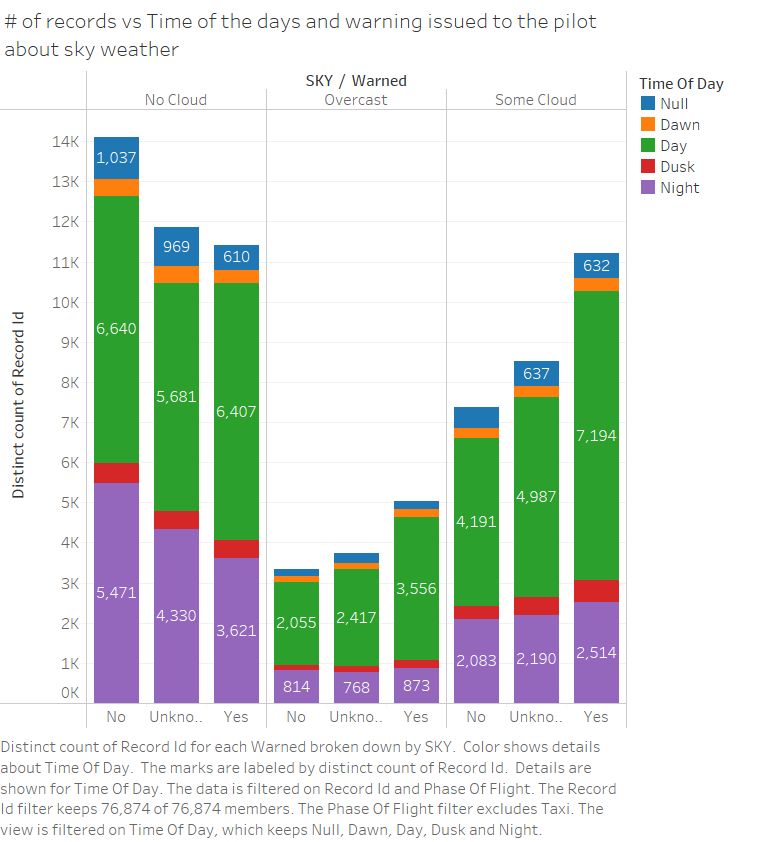 # of records vs Time of the days and warning issued to the pilot
about sky weather
SKY / Warned
No Cloud Overcast Some Cloud
Time Of Day
Null
Dawn
Day
Dusk
Night
Distinct count of Record Id
14K
13K
12K
11K
10K
9K
8K
7K
6K
5K
4K
3K
2K
1K
0K
1,037
6,640
5,471
969
5,681
4,330
610
6,407
3,621
2,055
814
2,417
768
3,556
873
4,191
2,083
637
4,987
2,190
632
7,194
2,514
No Unkno.. Yes No Unkno.. Yes No Unkno.. Yes
Distinct count of Record Id for each Warned broken down by SKY. Color shows details
about Time Of Day. The marks are labeled by distinct count of Record Id. Details are
shown for Time Of Day. The data is filtered on Record Id and Phase Of Flight. The Record
Id filter keeps 76,874 of 76,874 members. The Phase Of Flight filter excludes Taxi. The
view is filtered on Time Of Day, which keeps Null, Dawn, Day, Dusk and Night.